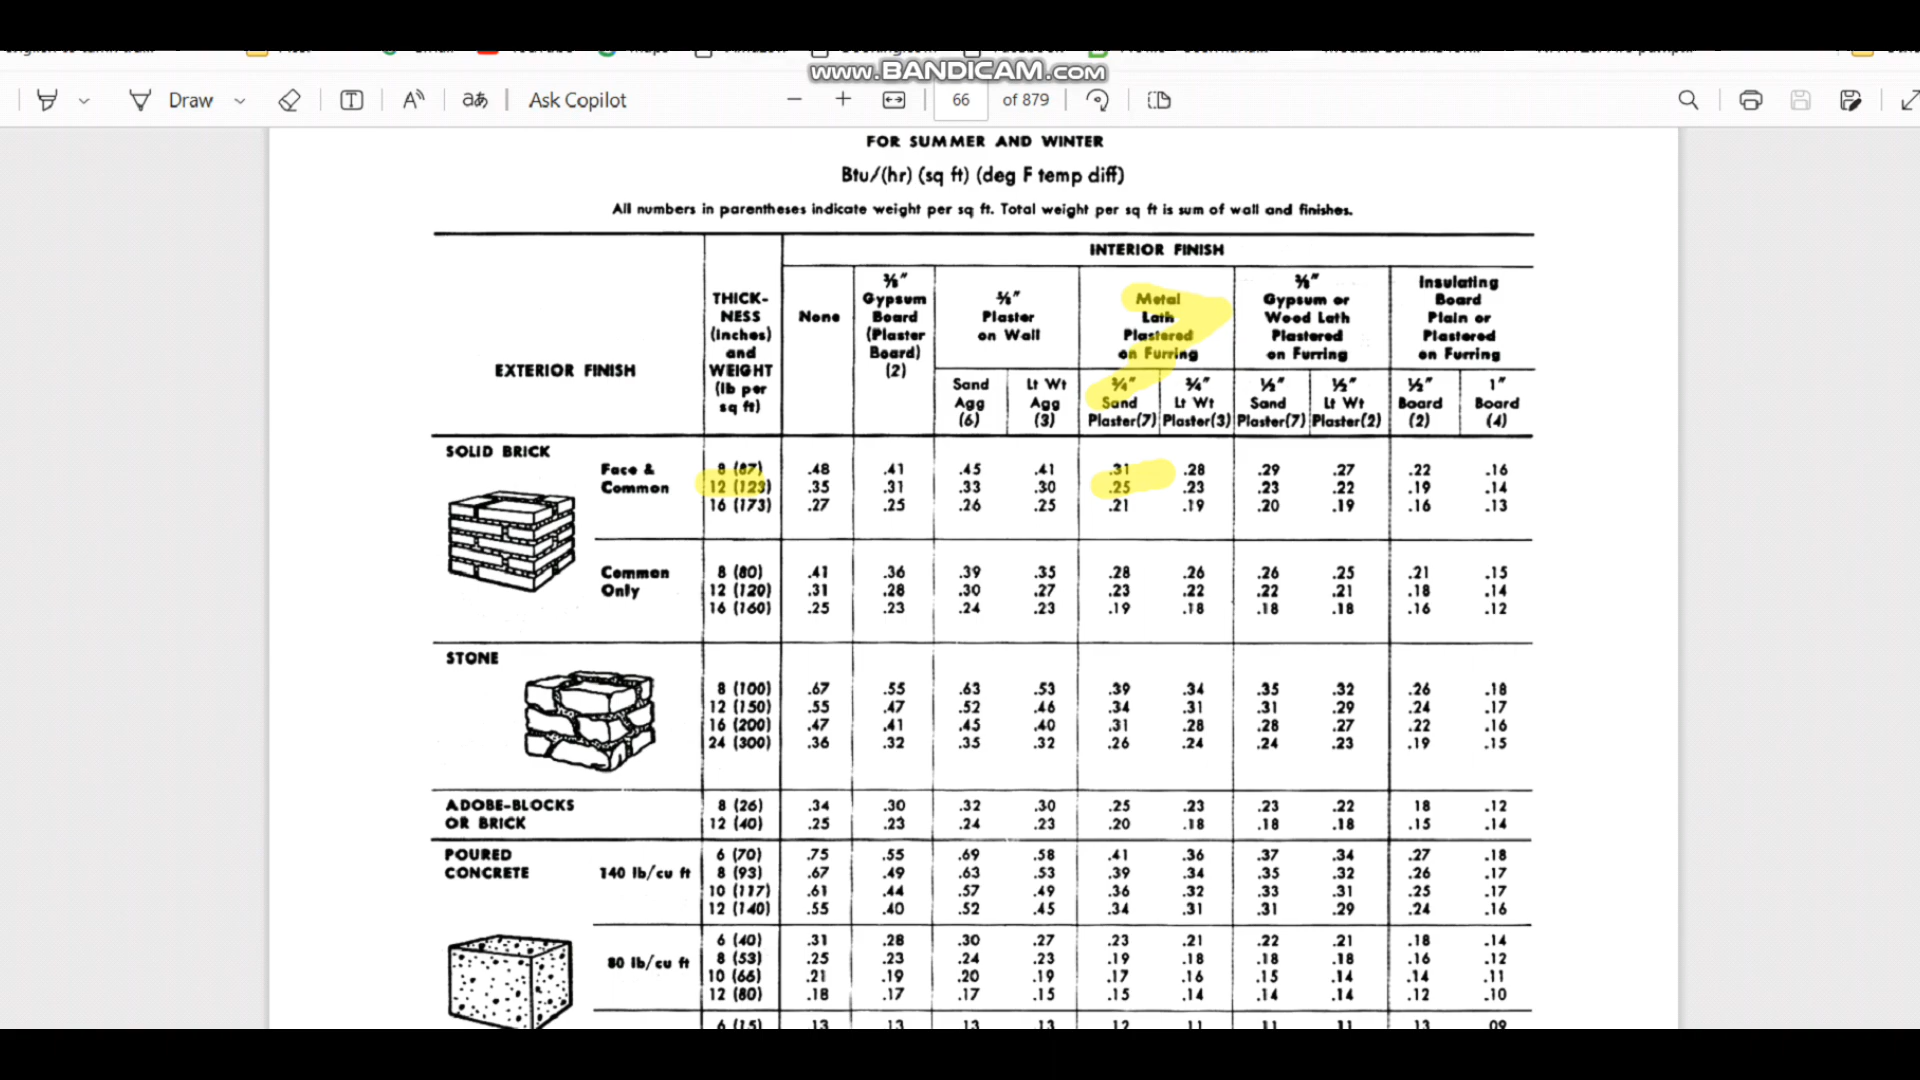 www.BANDICAM.com
Draw
Ask Copilot
66 of 879
FOR SUMMER AND WINTER
Btu/(hr) (sq ft) (deg F temp diff)
All numbers in parentheses indicate weight per sq ft. Total weight per sq ft is sum of wall and finishes.
EXTERIOR FINISH
THICK-
NESS
(Inches)
and
WEIGHT
(lb per
sq ft)
INTERIOR FINISH
None
3/8"
Gypsum
Board
(Plaster
Board)
(2)
5/8"
Plaster
on Wall
Metal
Lath
Plastered
on Furring
3/8"
Gypsum or
Wood Lath
Plastered
on Furring
Insulating
Board
Plain or
Plastered
on Furring
Sand Agg (6)
Lt Wt Agg (3)
3/4" Sand Plaster(7)
3/4" Lt Wt Plaster(3)
1/2" Sand Plaster(7)
1/2" Lt Wt Plaster(2)
1/2" Board (2)
1" Board (4)
SOLID BRICK
Face &
Common
8 (87) .48 .41 .45 .41 .31 .28 .29 .27 .22 .16
12 (123) .35 .31 .33 .30 .25 .23 .23 .22 .19 .14
16 (173) .27 .25 .26 .25 .21 .19 .20 .19 .16 .13
Common
Only
8 (80) .41 .36 .39 .35 .28 .26 .26 .25 .21 .15
12 (120) .31 .28 .30 .27 .23 .22 .22 .21 .18 .14
16 (160) .25 .23 .24 .23 .19 .18 .18 .18 .16 .12
STONE
8 (100) .67 .55 .63 .53 .39 .34 .35 .32 .26 .18
12 (150) .55 .47 .52 .46 .34 .31 .31 .29 .24 .17
16 (200) .47 .41 .45 .40 .31 .28 .28 .27 .22 .16
24 (300) .36 .32 .35 .32 .26 .24 .24 .23 .19 .15
ADOBE-BLOCKS
OR BRICK
8 (26) .34 .30 .32 .30 .25 .23 .23 .22 18 .12
12 (40) .25 .23 .24 .23 .20 .18 .18 .18 .15 .14
POURED
CONCRETE
140 lb/cu ft
6 (70) .75 .55 .69 .58 .41 .36 .37 .34 .27 .18
8 (93) .67 .49 .63 .53 .39 .34 .35 .32 .26 .17
10 (117) .61 .44 .57 .49 .36 .32 .33 .31 .25 .17
12 (140) .55 .40 .52 .45 .34 .31 .31 .29 .24 .16
80 lb/cu ft
6 (40) .31 .28 .30 .27 .23 .21 .22 .21 .18 .14
8 (53) .25 .23 .24 .23 .19 .18 .18 .18 .16 .12
10 (66) .21 .19 .20 .19 .17 .16 .15 .14 .14 .11
12 (80) .18 .17 .17 .15 .15 .14 .14 .14 .12 .10